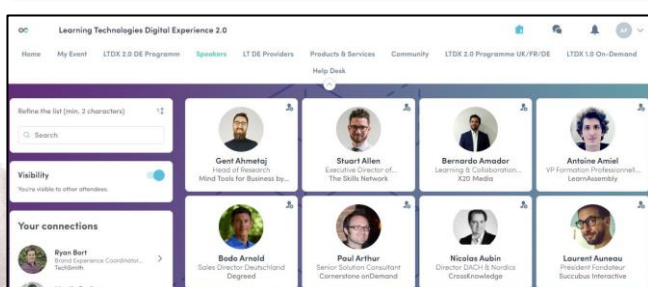 Learning Technologies Digital Experience 2.0
AF
Home My Event LTDX 2.0 DE Programm Speakers LT DE Providers Products & Services Community LTDX 2.0 Programme UK/FR/DE LTDX 1.0 On-Demand
Help Desk
Refine the list (min. 2 characters)
Search
Visibility
You're visible to other attendees.
Your connections
Ryan Bort
Brand Experience Coordinator...
TechSmith
Gent Ahmetaj
Head of Research
Mind Tools for Business by...
Stuart Allen
Executive Director of...
The Skills Network
Bernardo Amador
Learning & Collaboration...
X20 Media
Antoine Amiel
VP Formation Professionnell...
LearnAssembly
Bodo Arnold
Sales Director Deutschland
Degreed
Paul Arthur
Senior Solution Consultant
Cornerstone onDemand
Nicolas Aubin
Director DACH & Nordics
CrossKnowledge
Laurent Auneau
Président Fondateur
Succubus Interactive